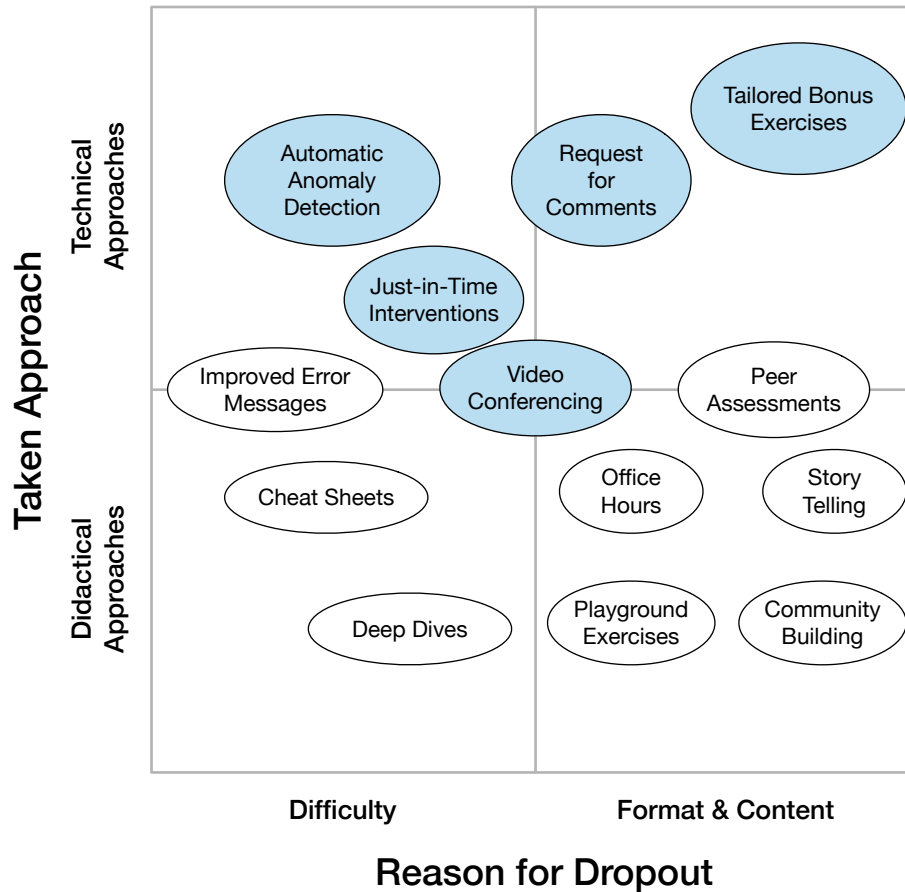 Taken Approach
Technical
Approaches
Didactical
Approaches
Automatic
Anomaly
Detection
Request
for
Comments
Tailored Bonus
Exercises
Just-in-Time
Interventions
Improved Error
Messages
Video
Conferencing
Peer
Assessments
Cheat Sheets
Office
Hours
Story
Telling
Deep Dives
Playground
Exercises
Community
Building
Difficulty
Format & Content
Reason for Dropout